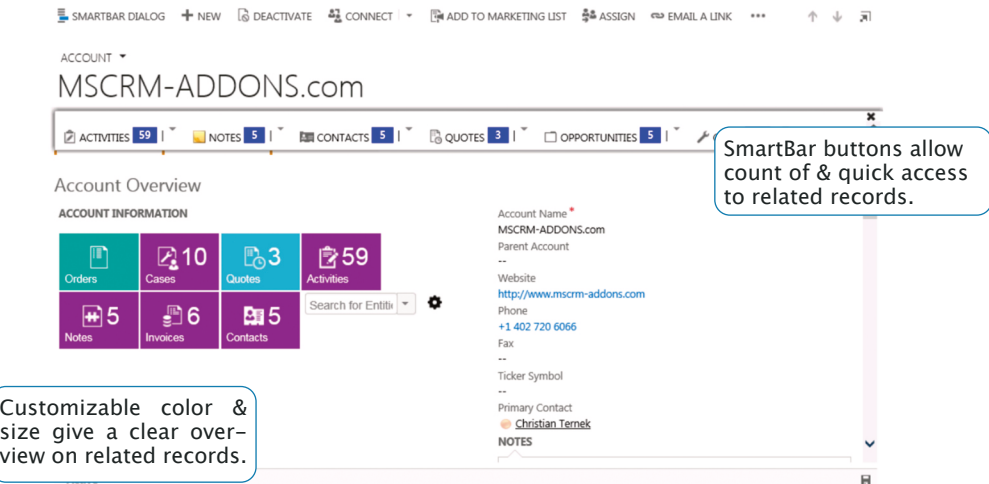 SMARTBAR DIALOG + NEW DEACTIVATE CONNECT ADD TO MARKETING LIST ASSIGN EMAIL A LINK •••
ACCOUNT
MSCRM-ADDONS.com
ACTIVITIES 59 NOTES 5 CONTACTS 5 QUOTES 3 OPPORTUNITIES 5
SmartBar buttons allow
count of & quick access
to related records.
Account Overview
ACCOUNT INFORMATION
Orders
10 Cases
3 Quotes
59 Activities
5 Notes
6 Invoices
5 Contacts
Search for Entiti
Account Name *
MSCRM-ADDONS.com
Parent Account
--
Website
http://www.mscrm-addons.com
Phone
+1 402 720 6066
Fax
--
Ticker Symbol
--
Primary Contact
Christian Ternek
NOTES
Customizable color &
size give a clear over-
view on related records.